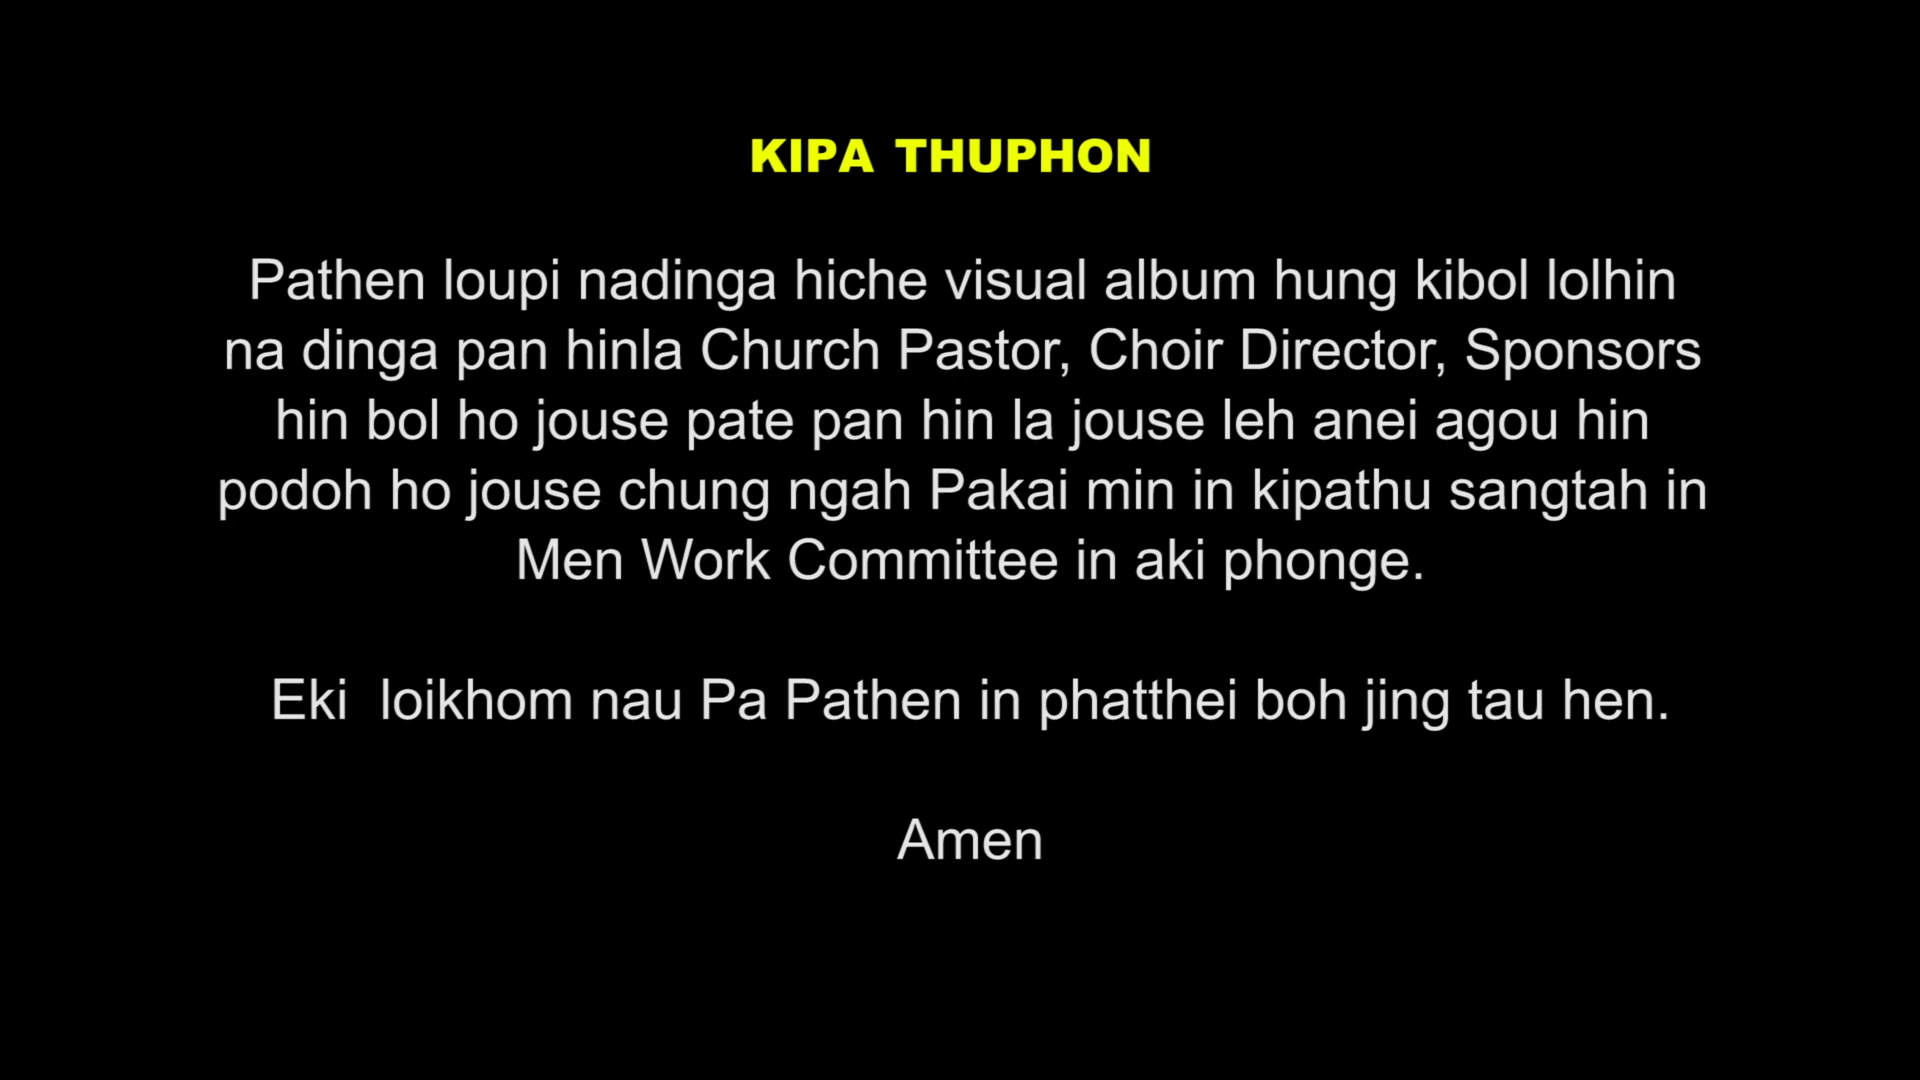 KIPA THUPHON
Pathen loupi nadinga hiche visual album hung kibol lolhin
na dinga pan hinla Church Pastor, Choir Director, Sponsors
hin bol ho jouse pate pan hin la jouse leh anei agou hin
podoh ho jouse chung ngah Pakai min in kipathu sangtah in
Men Work Committee in aki phonge.
Eki loikhom nau Pa Pathen in phatthei boh jing tau hen.
Amen